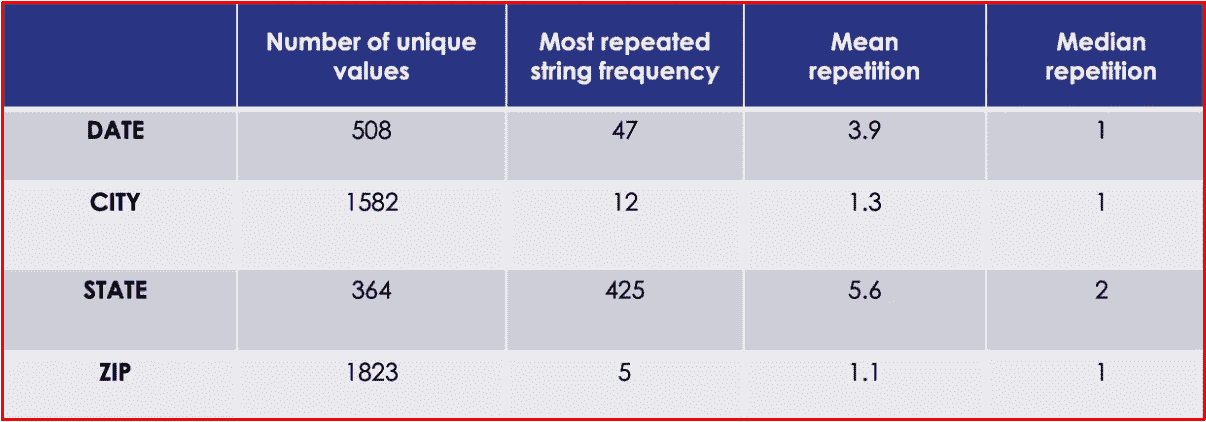 Number of unique values Most repeated string frequency Mean repetition Median repetition
DATE 508 47 3.9 1
CITY 1582 12 1.3 1
STATE 364 425 5.6 2
ZIP 1823 5 1.1 1